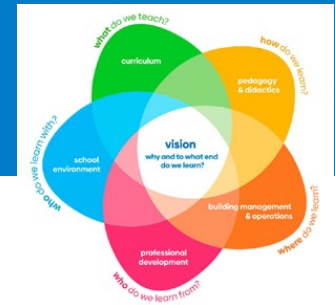 what do we teach?
curriculum
how do we learn?
pedagogy
& didactics
who do we learn with?
school
environment
vision
why and to what end
do we learn?
building management
& operations
where do we learn?
professional
development
who do we learn from?